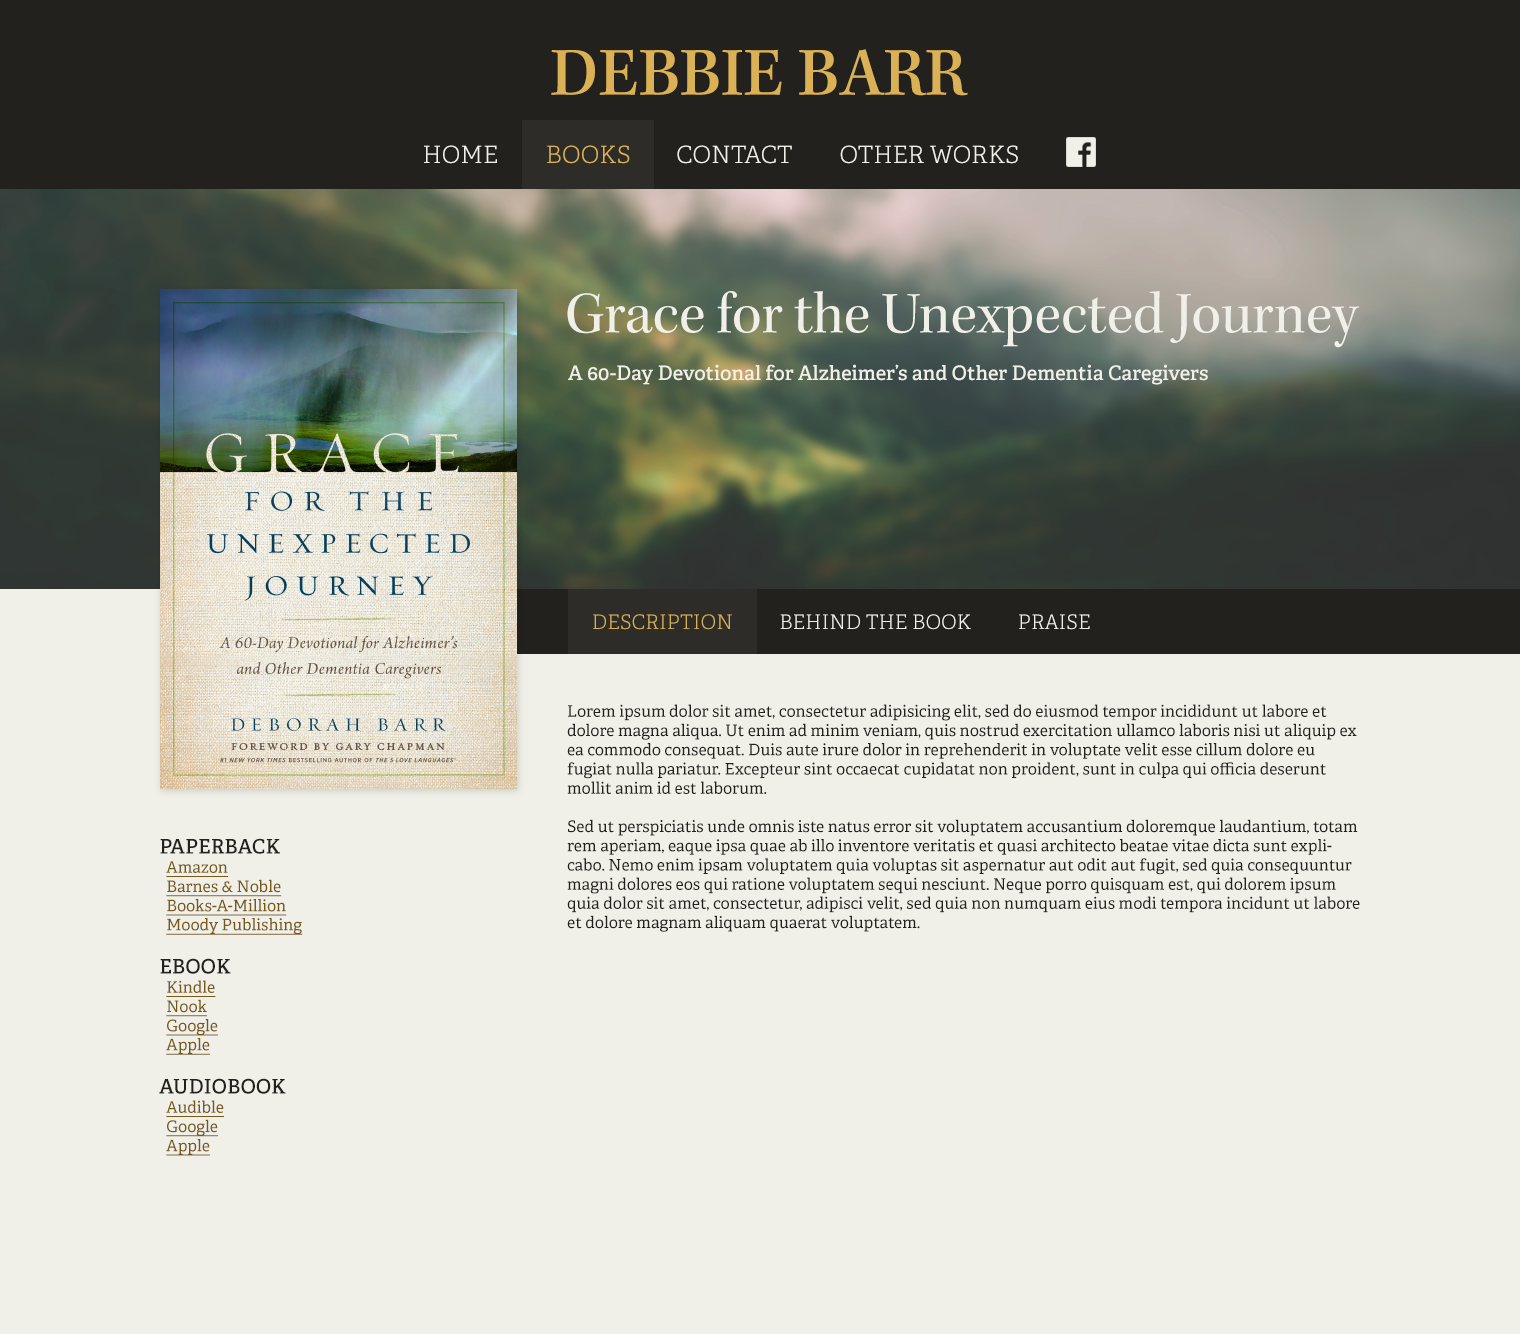 DEBBIE BARR
HOME BOOKS CONTACT OTHER WORKS
Grace for the Unexpected Journey
A 60-Day Devotional for Alzheimer's and Other Dementia Caregivers
GRACE
FOR THE
UNEXPECTED
JOURNEY
A 60-Day Devotional for Alzheimer's
and Other Dementia Caregivers
DEBORAH BARR
FOREWORD BY GARY CHAPMAN
#1 NEW YORK TIMES BESTSELLING AUTHOR OF THE 5 LOVE LANGUAGES®
DESCRIPTION BEHIND THE BOOK PRAISE
Lorem ipsum dolor sit amet, consectetur adipisicing elit, sed do eiusmod tempor incididunt ut labore et
dolore magna aliqua. Ut enim ad minim veniam, quis nostrud exercitation ullamco laboris nisi ut aliquip ex
ea commodo consequat. Duis aute irure dolor in reprehenderit in voluptate velit esse cillum dolore eu
fugiat nulla pariatur. Excepteur sint occaecat cupidatat non proident, sunt in culpa qui officia deserunt
mollit anim id est laborum.
Sed ut perspiciatis unde omnis iste natus error sit voluptatem accusantium doloremque laudantium, totam
rem aperiam, eaque ipsa quae ab illo inventore veritatis et quasi architecto beatae vitae dicta sunt expli-
cabo. Nemo enim ipsam voluptatem quia voluptas sit aspernatur aut odit aut fugit, sed quia consequuntur
magni dolores eos qui ratione voluptatem sequi nesciunt. Neque porro quisquam est, qui dolorem ipsum
quia dolor sit amet, consectetur, adipisci velit, sed quia non numquam eius modi tempora incidunt ut labore
et dolore magnam aliquam quaerat voluptatem.
PAPERBACK
Amazon
Barnes & Noble
Books-A-Million
Moody Publishing
EBOOK
Kindle
Nook
Google
Apple
AUDIOBOOK
Audible
Google
Apple